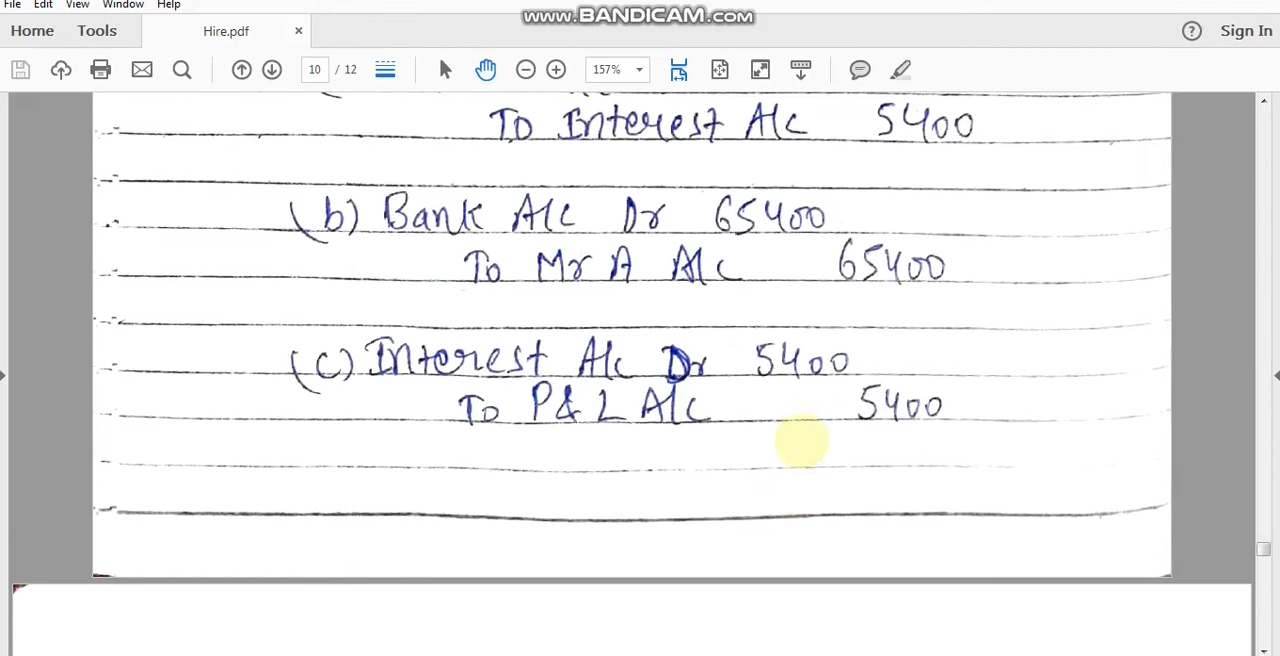 File Edit View Window Help
www.BANDICAM.com
Home Tools Hire.pdf × ? Sign In
10 / 12 157%
To Interest A/c 5400
(b) Bank A/c Dr 65400
To Mr A A/c 65400
(c) Interest A/c Dr 5400
To P & L A/c 5400